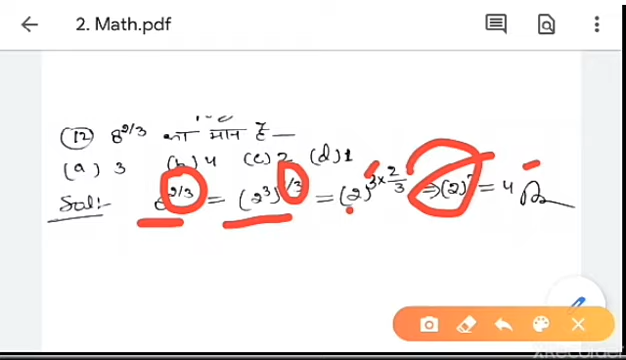 2. Math.pdf
(12) 8^2/3 का मान है —
(a) 3 (b) 4 (c) 2 (d) 1
Sol:- 8^2/3 = (2^3)^2/3 = (2)^3×2/3 ⇒ (2)^2 = 4
XRecorder